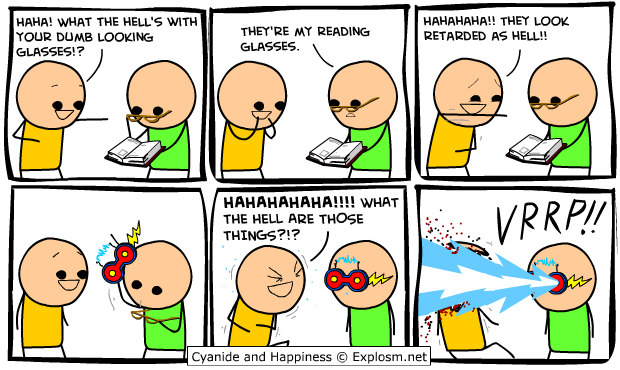 HAHA! WHAT THE HELL'S WITH
YOUR DUMB LOOKING
GLASSES!?
THEY'RE MY READING
GLASSES.
HAHAHAHA!! THEY LOOK
RETARDED AS HELL!!
HAHAHAHAHA!!!! WHAT
THE HELL ARE THOSE
THINGS?!?
VRRP!!
Cyanide and Happiness © Explosm.net